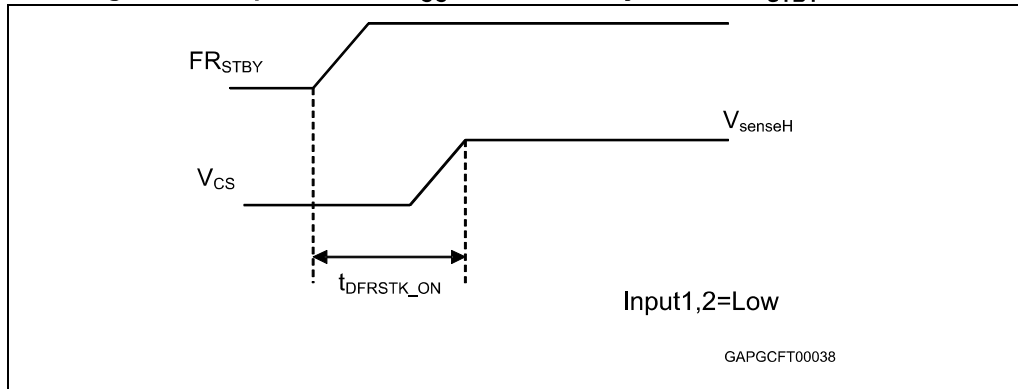 FRSTBY
VsenseH
VCS
tDFRSTK_ON
Input1,2=Low
GAPGCFT00038